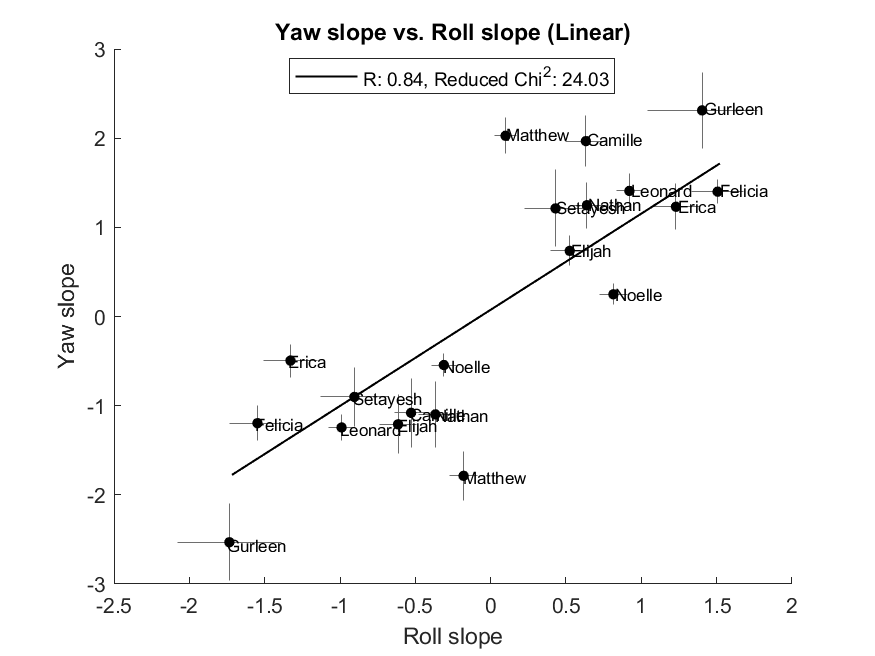 Yaw slope vs. Roll slope (Linear)
R: 0.84, Reduced Chi²: 24.03
3
2
1
0
-1
-2
-3
Yaw slope
Gurleen
Matthew
Camille
Leonard
Felicia
Nathan
Setayesh
Erica
Elijah
Noelle
Erica
Noelle
Setayesh
Camille
Nathan
Felicia
Elijah
Leonard
Matthew
Gurleen
-2.5
-2
-1.5
-1
-0.5
0
0.5
1
1.5
2
Roll slope